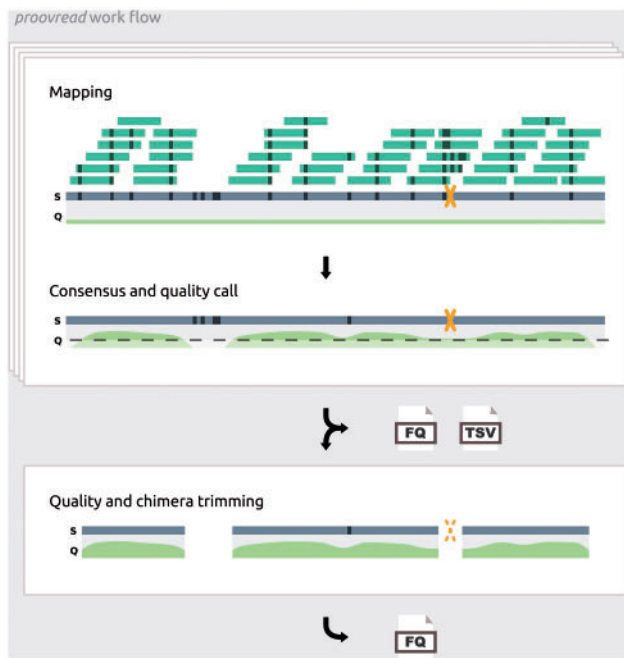 proovread work flow
Mapping
S
Q
Consensus and quality call
S
Q
FQ TSV
Quality and chimera trimming
S
Q
FQ